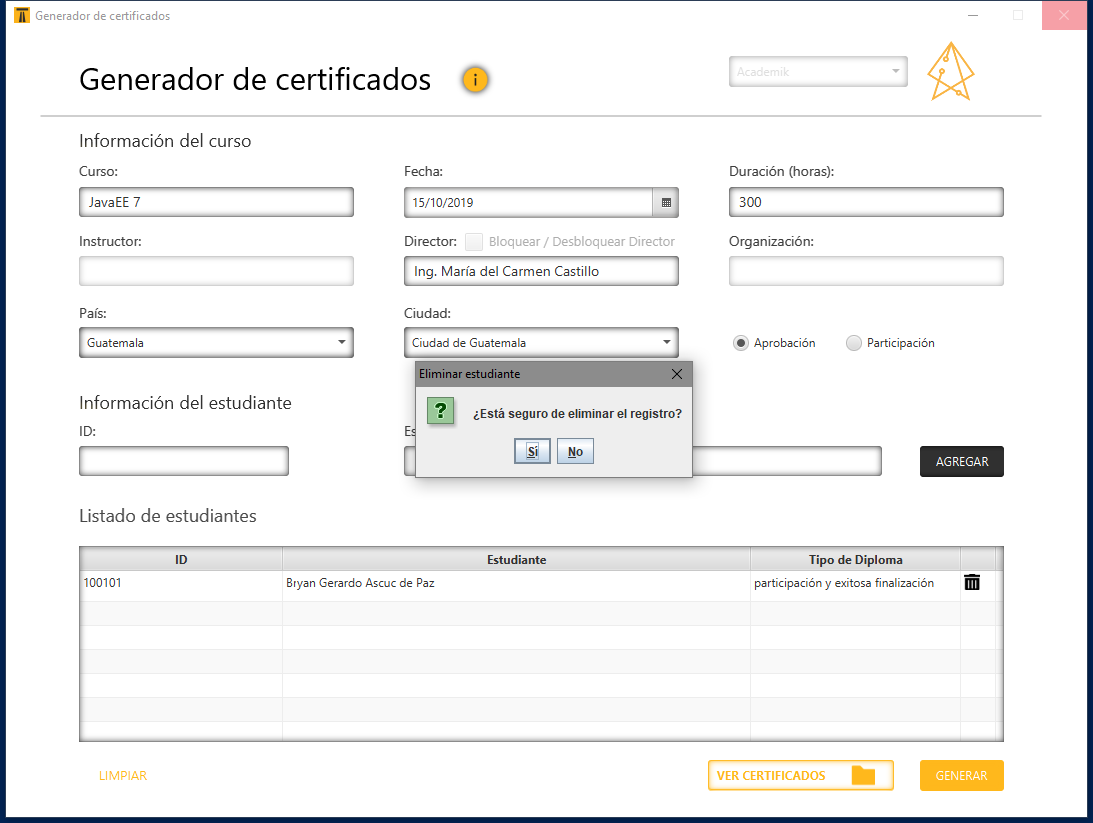 Generador de certificados
Generador de certificados i
Academik
Información del curso
Curso: Fecha: Duración (horas):
JavaEE 7 15/10/2019 300
Instructor: Director: Bloquear / Desbloquear Director Organización:
Ing. María del Carmen Castillo
País: Ciudad:
Guatemala Ciudad de Guatemala Aprobación Participación
Eliminar estudiante
? ¿Está seguro de eliminar el registro?
Sí No
Información del estudiante
ID: Es
AGREGAR
Listado de estudiantes
ID Estudiante Tipo de Diploma
100101 Bryan Gerardo Ascuc de Paz participación y exitosa finalización
LIMPIAR VER CERTIFICADOS GENERAR